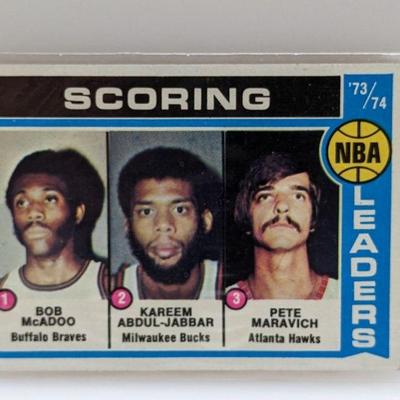 SCORING
'73/74
NBA
LEADERS
1
BOB
McADOO
Buffalo Braves
2
KAREEM
ABDUL-JABBAR
Milwaukee Bucks
3
PETE
MARAVICH
Atlanta Hawks